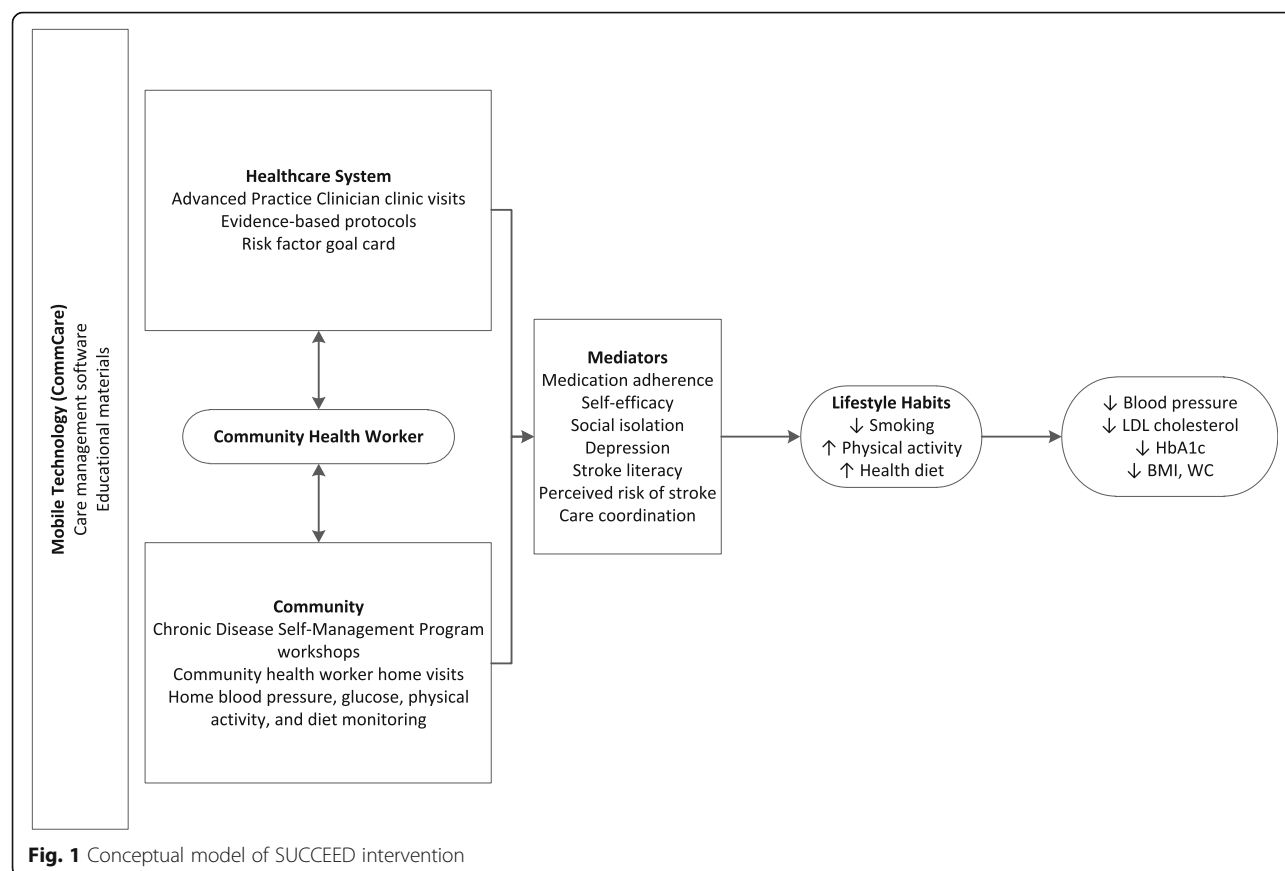 Mobile Technology (CommCare)
Care management software
Educational materials
Healthcare System
Advanced Practice Clinician clinic visits
Evidence-based protocols
Risk factor goal card
Community Health Worker
Community
Chronic Disease Self-Management Program
workshops
Community health worker home visits
Home blood pressure, glucose, physical
activity, and diet monitoring
Mediators
Medication adherence
Self-efficacy
Social isolation
Depression
Stroke literacy
Perceived risk of stroke
Care coordination
Lifestyle Habits
↓ Smoking
↑ Physical activity
↑ Health diet
↓ Blood pressure
↓ LDL cholesterol
↓ HbA1c
↓ BMI, WC
Fig. 1 Conceptual model of SUCCEED intervention